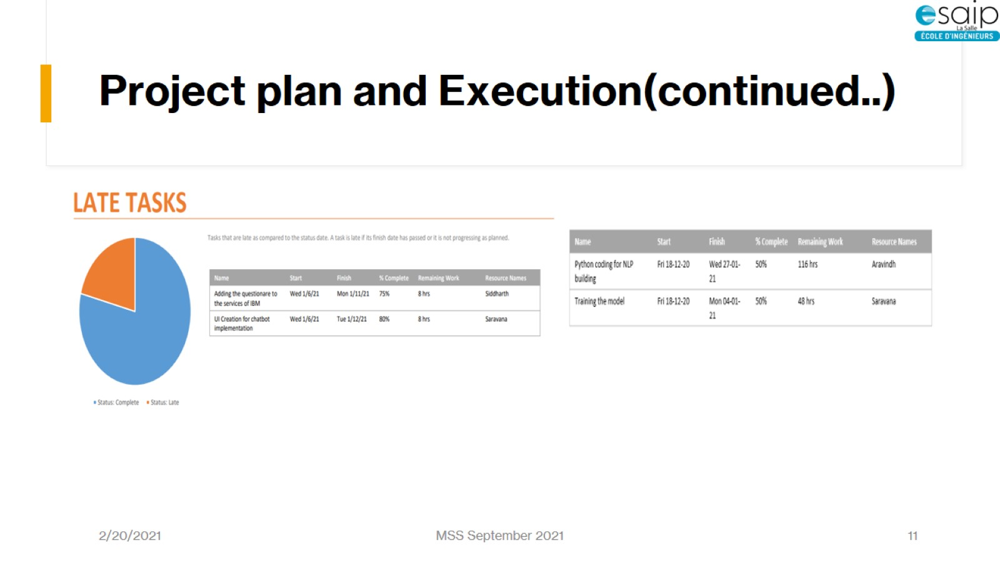 esaip
La Salle
ÉCOLE D'INGÉNIEURS
Project plan and Execution(continued..)
LATE TASKS
Tasks that are late as compared to the status date. A task is late if its finish date has passed or it is not progressing as planned.
Name Start Finish % Complete Remaining Work Resource Names
Adding the questionare to Wed 1/6/21 Mon 1/11/21 75% 8 hrs Siddharth
the services of IBM
UI Creation for chatbot Wed 1/6/21 Tue 1/12/21 80% 8 hrs Saravana
implementation
Status: Complete Status: Late
Name Start Finish % Complete Remaining Work Resource Names
Python coding for NLP Fri 18-12-20 Wed 27-01- 50% 116 hrs Aravindh
building 21
Training the model Fri 18-12-20 Mon 04-01- 50% 48 hrs Saravana
21
2/20/2021 MSS September 2021 11